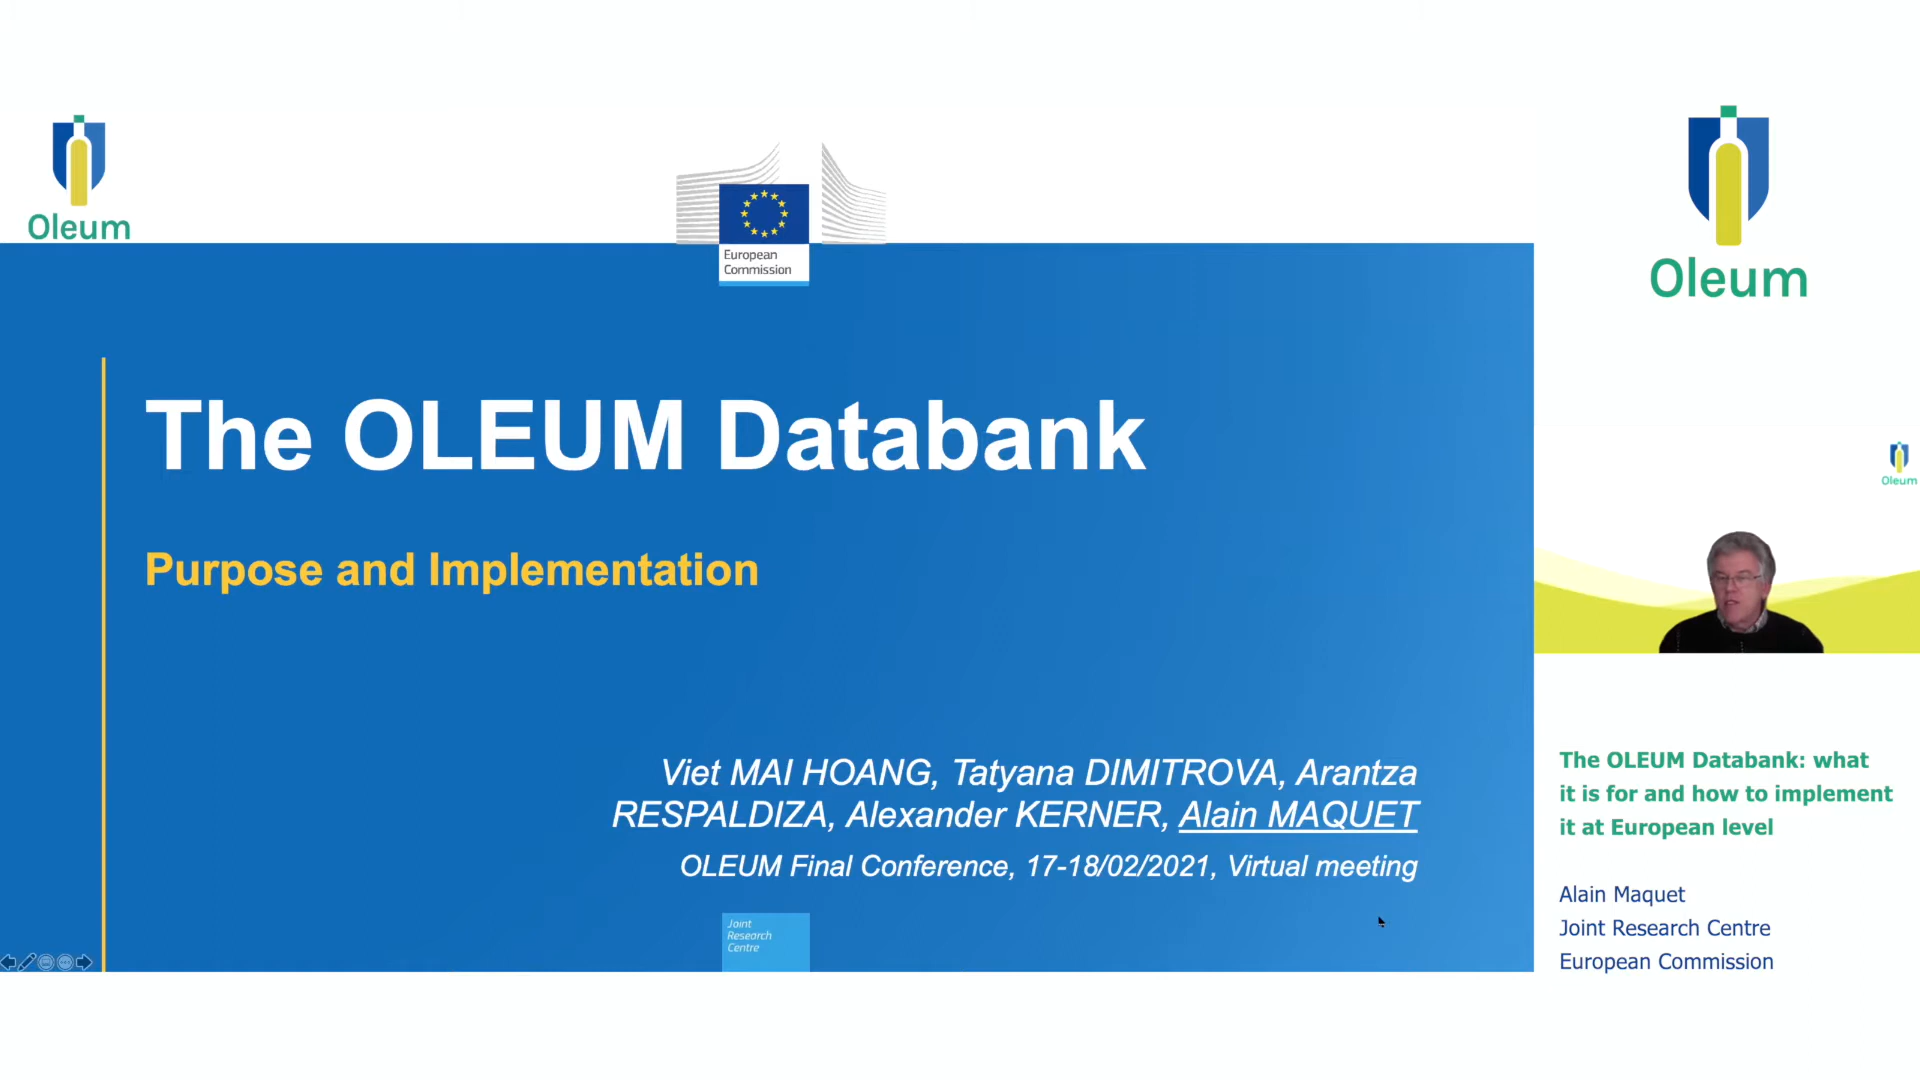 Oleum
European
Commission
The OLEUM Databank
Purpose and Implementation
Viet MAI HOANG, Tatyana DIMITROVA, Arantza
RESPALDIZA, Alexander KERNER, Alain MAQUET
OLEUM Final Conference, 17-18/02/2021, Virtual meeting
Joint
Research
Centre
Oleum
Oleum
The OLEUM Databank: what
it is for and how to implement
it at European level
Alain Maquet
Joint Research Centre
European Commission